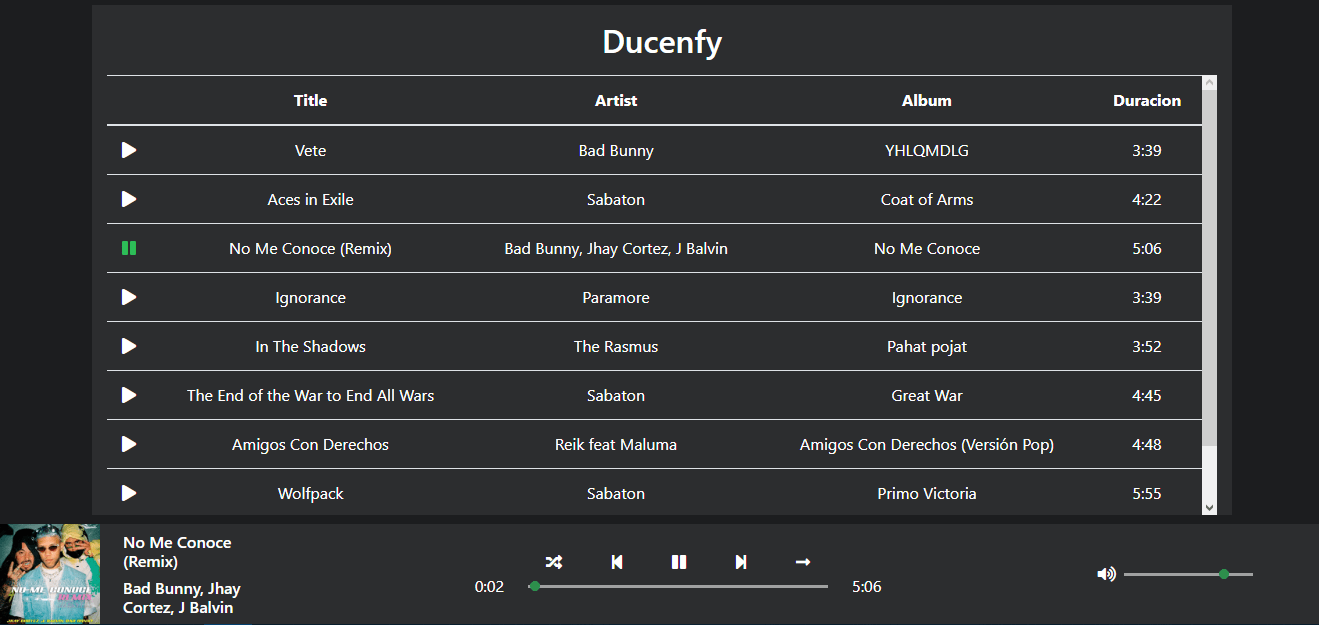 Ducenfy
Title Artist Album Duracion
Vete Bad Bunny YHLQMDLG 3:39
Aces in Exile Sabaton Coat of Arms 4:22
No Me Conoce (Remix) Bad Bunny, Jhay Cortez, J Balvin No Me Conoce 5:06
Ignorance Paramore Ignorance 3:39
In The Shadows The Rasmus Pahat pojat 3:52
The End of the War to End All Wars Sabaton Great War 4:45
Amigos Con Derechos Reik feat Maluma Amigos Con Derechos (Versión Pop) 4:48
Wolfpack Sabaton Primo Victoria 5:55
NO ME CONOCE
No Me Conoce
(Remix)
Bad Bunny, Jhay
Cortez, J Balvin
0:02 5:06